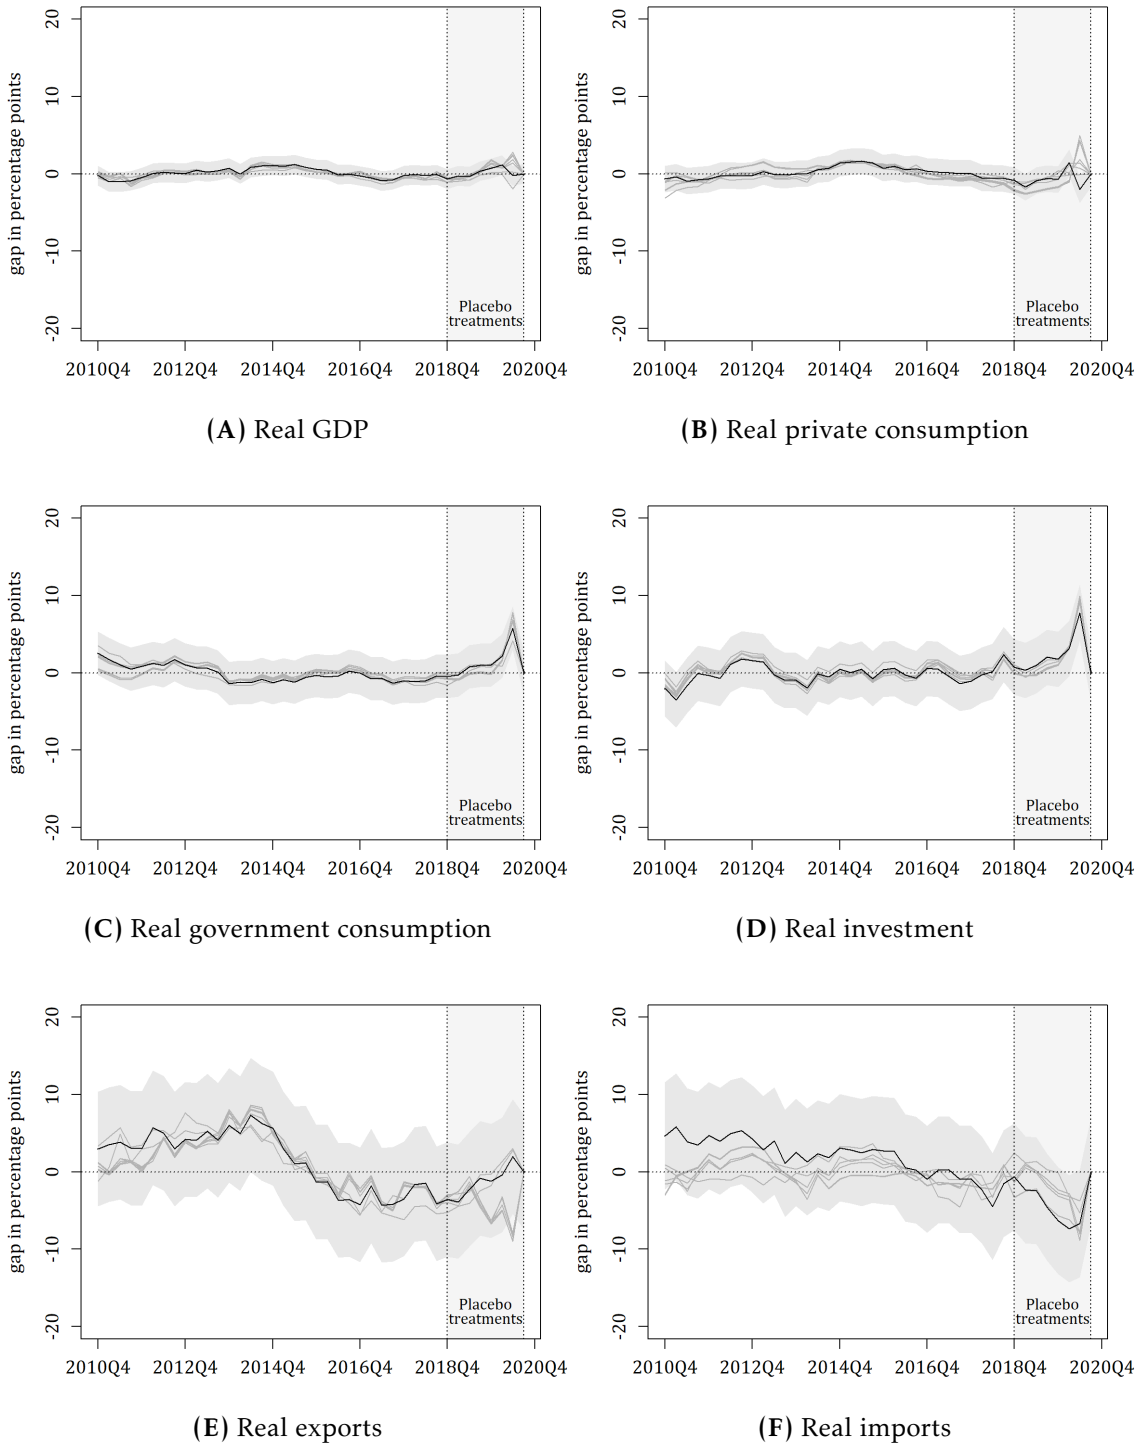 gap in percentage points
20
10
0
-10
-20
Placebo
treatments
2010Q4 2012Q4 2014Q4 2016Q4 2018Q4 2020Q4
(A) Real GDP
gap in percentage points
20
10
0
-10
-20
Placebo
treatments
2010Q4 2012Q4 2014Q4 2016Q4 2018Q4 2020Q4
(B) Real private consumption
gap in percentage points
20
10
0
-10
-20
Placebo
treatments
2010Q4 2012Q4 2014Q4 2016Q4 2018Q4 2020Q4
(C) Real government consumption
gap in percentage points
20
10
0
-10
-20
Placebo
treatments
2010Q4 2012Q4 2014Q4 2016Q4 2018Q4 2020Q4
(D) Real investment
gap in percentage points
20
10
0
-10
-20
Placebo
treatments
2010Q4 2012Q4 2014Q4 2016Q4 2018Q4 2020Q4
(E) Real exports
gap in percentage points
20
10
0
-10
-20
Placebo
treatments
2010Q4 2012Q4 2014Q4 2016Q4 2018Q4 2020Q4
(F) Real imports